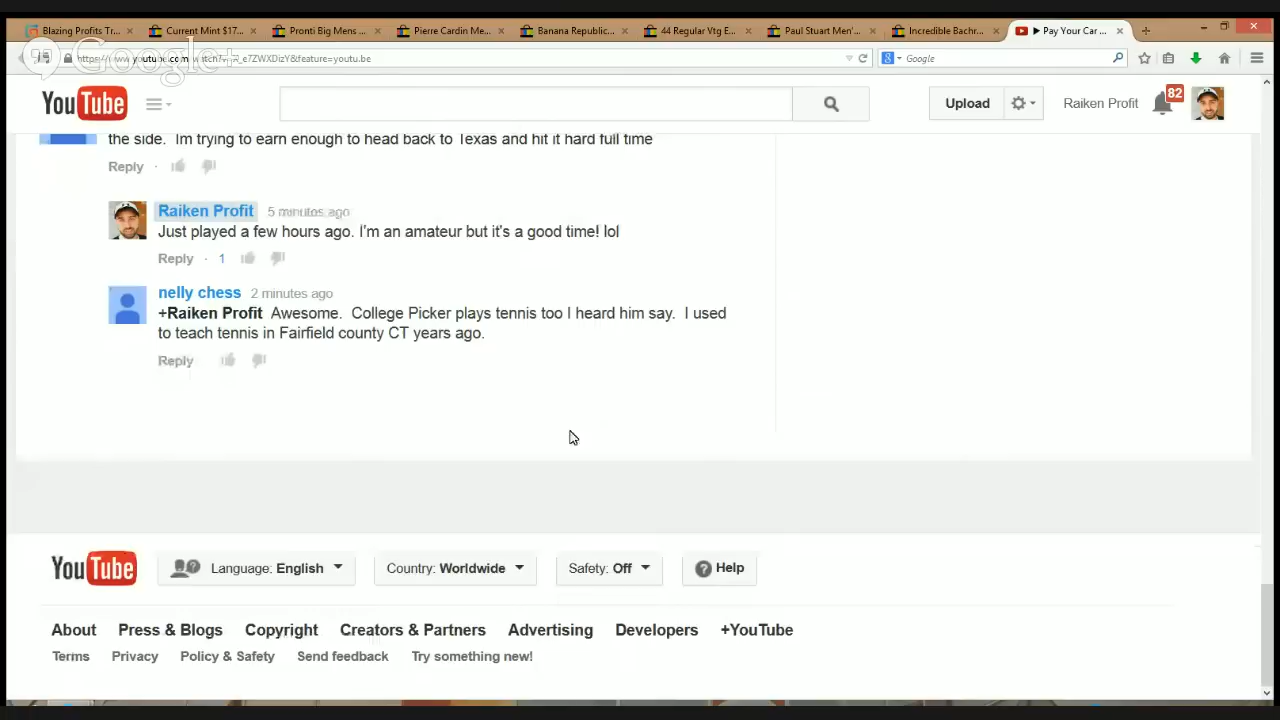 Blazing Profits Tr...
Current Mint $17...
Pronti Big Mens ...
Pierre Cardin Me...
Banana Republic...
44 Regular Vtg E...
Paul Stuart Men'...
Incredible Bachr...
▶ Pay Your Car ...
Google+
youtube.com
&feature=youtu.be
Google
YouTube
Upload
Raiken Profit
82
the side. Im trying to earn enough to head back to Texas and hit it hard full time
Reply ·
Raiken Profit 5 minutes ago
Just played a few hours ago. I'm an amateur but it's a good time! lol
Reply · 1
nelly chess 2 minutes ago
+Raiken Profit Awesome. College Picker plays tennis too I heard him say. I used
to teach tennis in Fairfield county CT years ago.
Reply
YouTube
Language: English
Country: Worldwide
Safety: Off
Help
About Press & Blogs Copyright Creators & Partners Advertising Developers +YouTube
Terms Privacy Policy & Safety Send feedback Try something new!